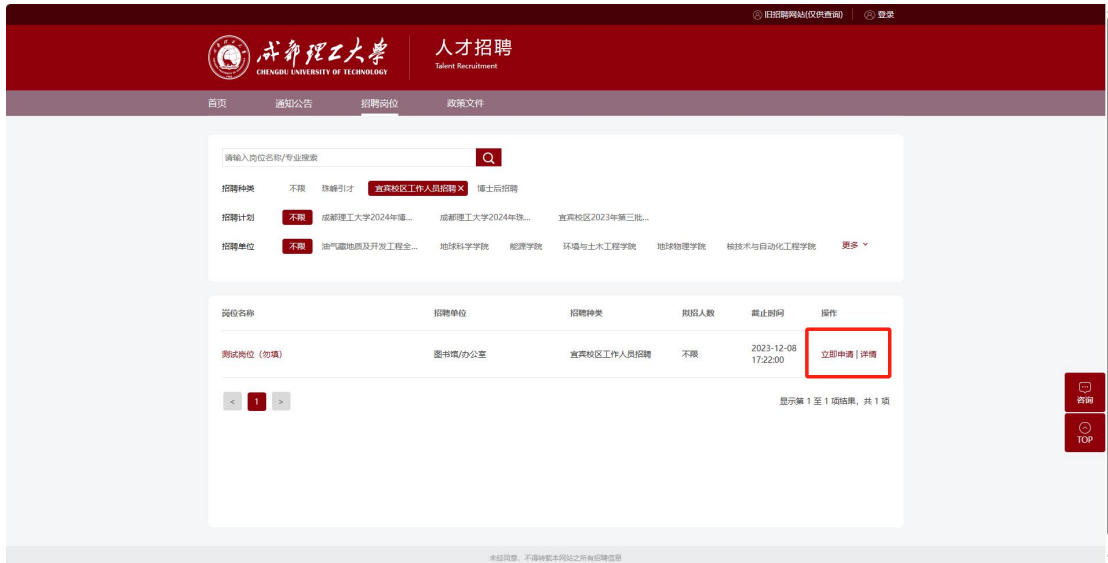 旧招聘网站(仅供查询) 登录
成都理工大学 人才招聘
CHENGDU UNIVERSITY OF TECHNOLOGY Talent Recruitment
首页 通知公告 招聘岗位 政策文件
请输入岗位名称/专业搜索
招聘种类 不限 珠峰引才 宜宾校区工作人员招聘 X 博士后招聘
招聘计划 不限 成都理工大学2024年博... 成都理工大学2024年珠... 宜宾校区2023年第三批...
招聘单位 不限 油气藏地质及开发工程全... 地球科学学院 能源学院 环境与土木工程学院 地球物理学院 核技术与自动化工程学院 更多
岗位名称 招聘单位 招聘种类 拟招人数 截止时间 操作
测试岗位（勿填） 图书馆/办公室 宜宾校区工作人员招聘 不限 2023-12-08 立即申请 | 详情
17:22:00
< 1 > 显示第 1 至 1 项结果，共 1 项
咨询
TOP
未经同意，不得转载本网站之所有招聘信息